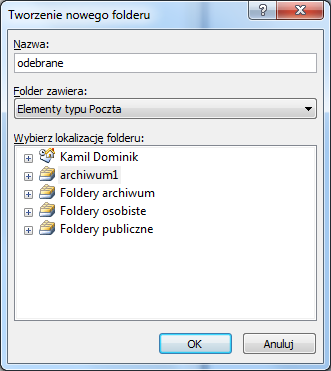 Tworzenie nowego folderu
Nazwa:
odebrane
Folder zawiera:
Elementy typu Poczta
Wybierz lokalizację folderu:
Kamil Dominik
archiwum1
Foldery archiwum
Foldery osobiste
Foldery publiczne
OK Anuluj